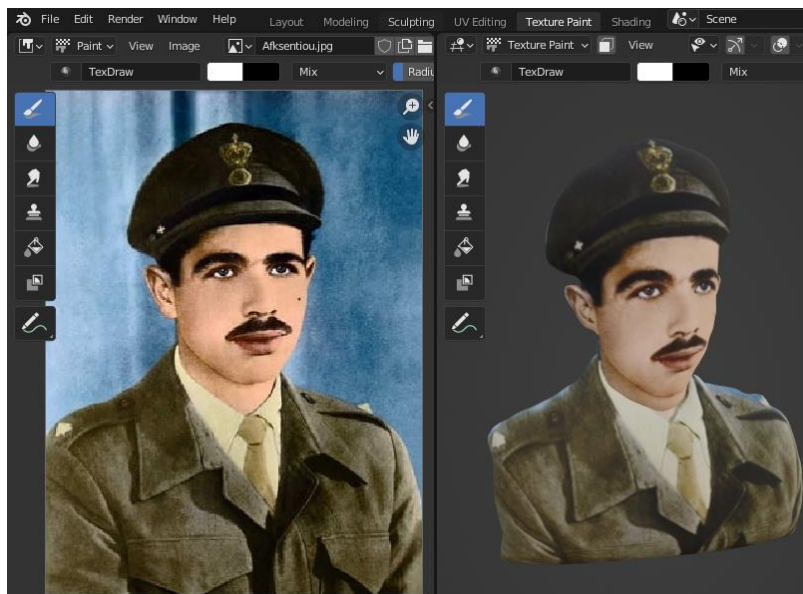 File Edit Render Window Help Layout Modeling Sculpting UV Editing Texture Paint Shading Scene
Paint View Image Afksentiou.jpg Texture Paint View
TexDraw Mix Radiu TexDraw Mix